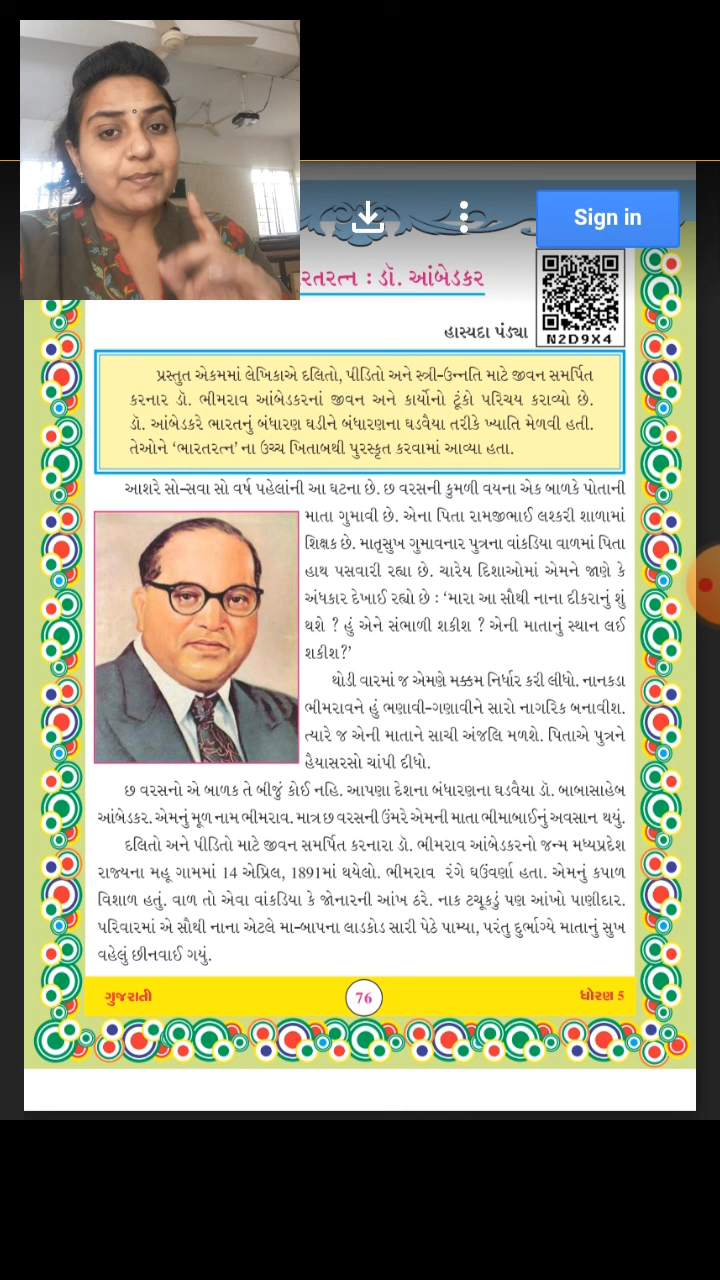 Sign in
રતરત્ન : ડૉ. આંબેડકર
N2D9X4
હાસ્યદા પંડ્યા
પ્રસ્તુત એકમમાં લેખિકાએ દલિતો, પીડિતો અને સ્ત્રી-ઉન્નતિ માટે જીવન સમર્પિત
કરનાર ડૉ. ભીમરાવ આંબેડકરનાં જીવન અને કાર્યોનો ટૂંકો પરિચય કરાવ્યો છે.
ડૉ. આંબેડકરે ભારતનું બંધારણ ઘડીને બંધારણના ઘડવૈયા તરીકે ખ્યાતિ મેળવી હતી.
તેઓને ‘ભારતરત્ન’ ના ઉચ્ચ ખિતાબથી પુરસ્કૃત કરવામાં આવ્યા હતા.
આશરે સો-સવા સો વર્ષ પહેલાંની આ ઘટના છે. છ વરસની કુમળી વયના એક બાળકે પોતાની
માતા ગુમાવી છે. એના પિતા રામજીભાઈ લશ્કરી શાળામાં
શિક્ષક છે. માતૃસુખ ગુમાવનાર પુત્રના વાંકડિયા વાળમાં પિતા
હાથ પસવારી રહ્યા છે. ચારેય દિશાઓમાં એમને જાણે કે
અંધકાર દેખાઈ રહ્યો છે : ‘મારા આ સૌથી નાના દીકરાનું શું
થશે ? હું એને સંભાળી શકીશ ? એની માતાનું સ્થાન લઈ
શકીશ?’
થોડી વારમાં જ એમણે મક્કમ નિર્ધાર કરી લીધો. નાનકડા
ભીમરાવને હું ભણાવી-ગણાવીને સારો નાગરિક બનાવીશ.
ત્યારે જ એની માતાને સાચી અંજલિ મળશે. પિતાએ પુત્રને
હૈયાસરસો ચાંપી દીધો.
છ વરસનો એ બાળક તે બીજું કોઈ નહિ. આપણા દેશના બંધારણના ઘડવૈયા ડૉ. બાબાસાહેબ
આંબેડકર. એમનું મૂળ નામ ભીમરાવ. માત્ર છ વરસની ઉંમરે એમની માતા ભીમાબાઈનું અવસાન થયું.
દલિતો અને પીડિતો માટે જીવન સમર્પિત કરનારા ડૉ. ભીમરાવ આંબેડકરનો જન્મ મધ્યપ્રદેશ
રાજ્યના મહૂ ગામમાં 14 એપ્રિલ, 1891માં થયેલો. ભીમરાવ રંગે ઘઉંવર્ણા હતા. એમનું કપાળ
વિશાળ હતું. વાળ તો એવા વાંકડિયા કે જોનારની આંખ ઠરે. નાક ટચૂકડું પણ આંખો પાણીદાર.
પરિવારમાં એ સૌથી નાના એટલે મા-બાપના લાડકોડ સારી પેઠે પામ્યા, પરંતુ દુર્ભાગ્યે માતાનું સુખ
વહેલું છીનવાઈ ગયું.
ગુજરાતી
76
ધોરણ 5